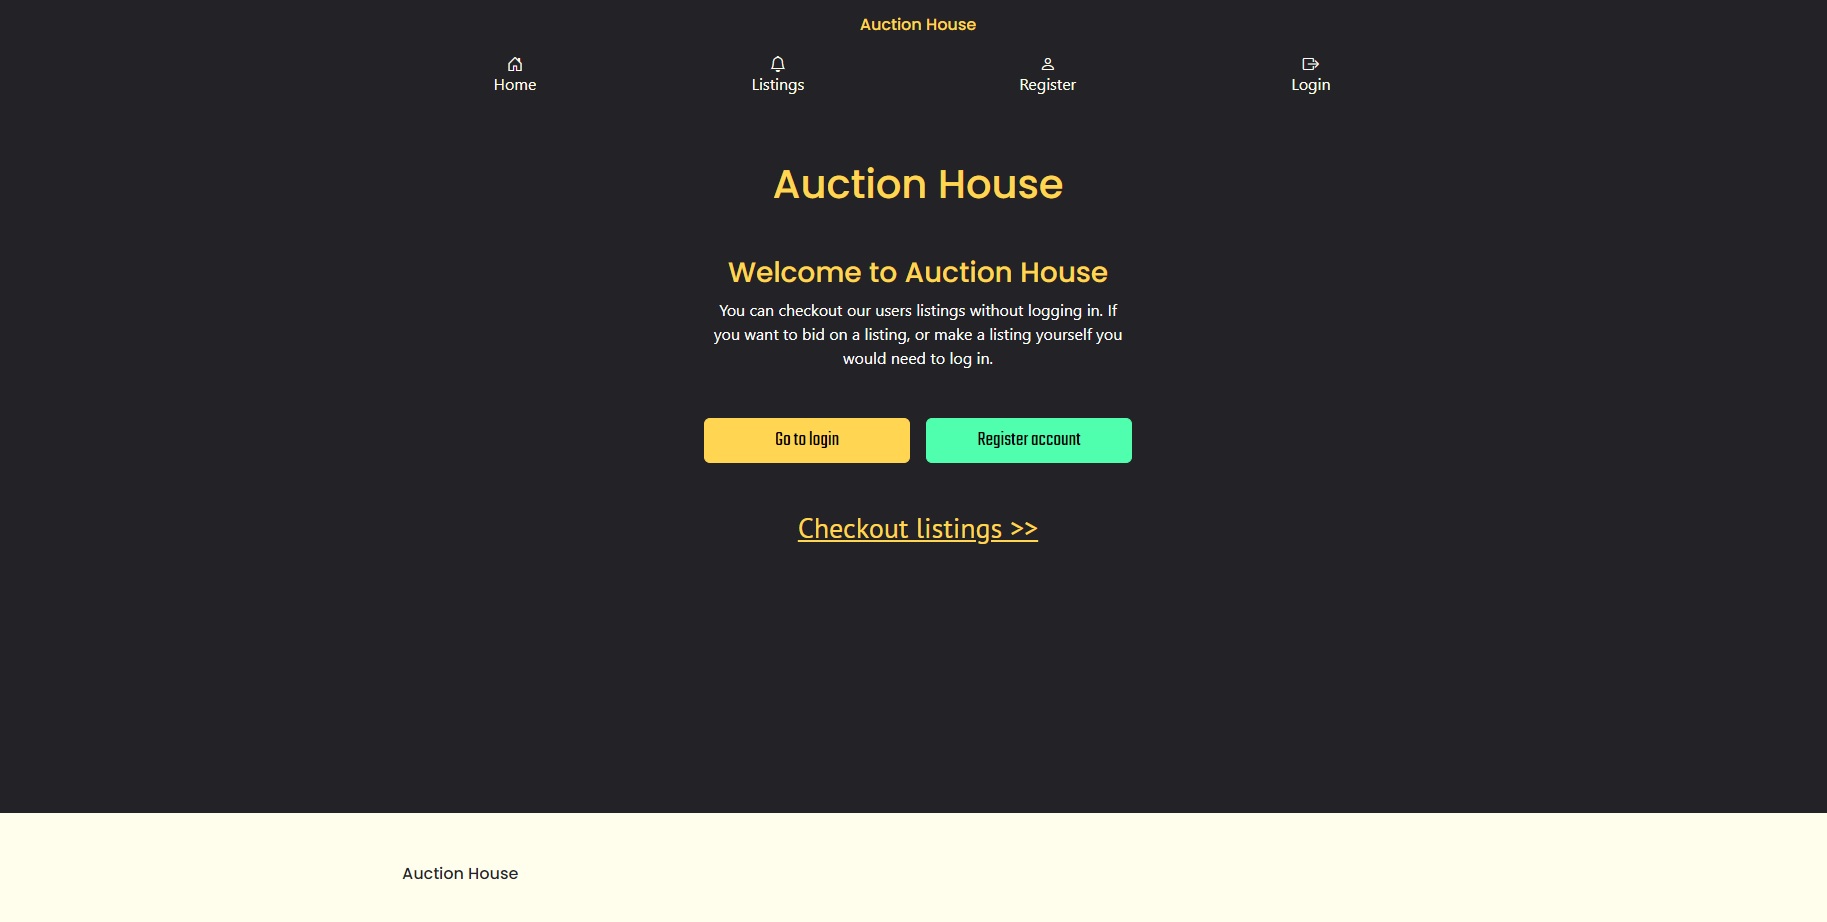 Auction House
Home Listings Register Login
Auction House
Welcome to Auction House
You can checkout our users listings without logging in. If
you want to bid on a listing, or make a listing yourself you
would need to log in.
Go to login Register account
Checkout listings >>
Auction House